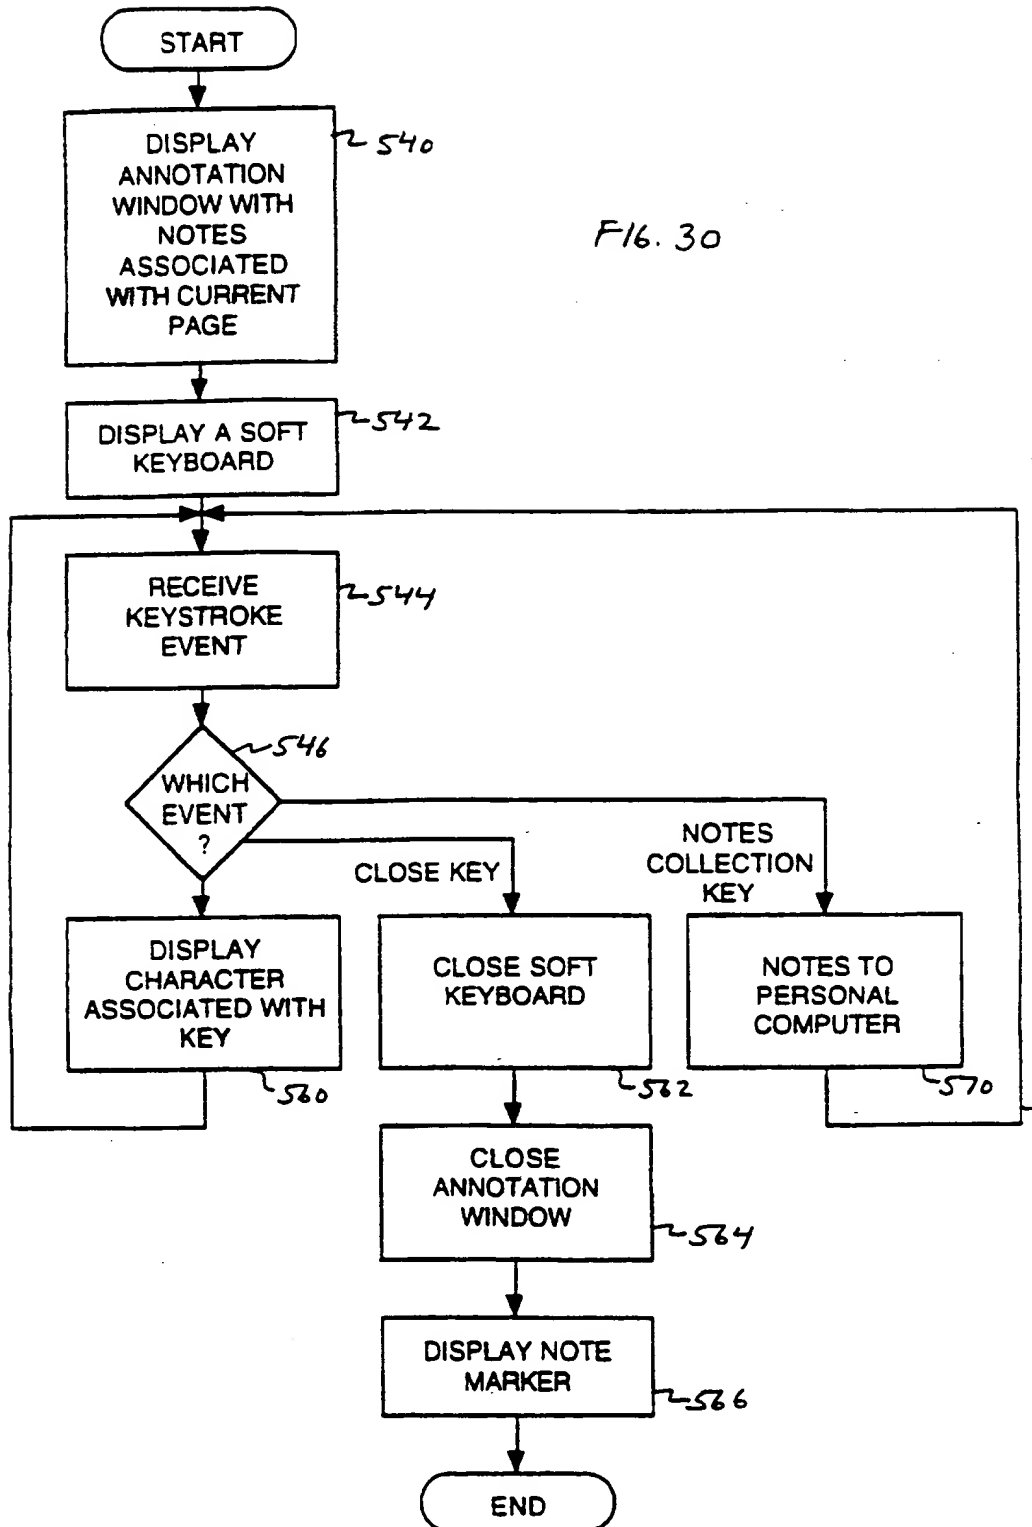 START
DISPLAY
ANNOTATION
WINDOW WITH
NOTES
ASSOCIATED
WITH CURRENT
PAGE
540
FIG. 30
DISPLAY A SOFT
KEYBOARD
542
RECEIVE
KEYSTROKE
EVENT
544
WHICH
EVENT
?
546
CLOSE KEY
NOTES
COLLECTION
KEY
DISPLAY
CHARACTER
ASSOCIATED WITH
KEY
560
CLOSE SOFT
KEYBOARD
562
NOTES TO
PERSONAL
COMPUTER
570
CLOSE
ANNOTATION
WINDOW
564
DISPLAY NOTE
MARKER
566
END